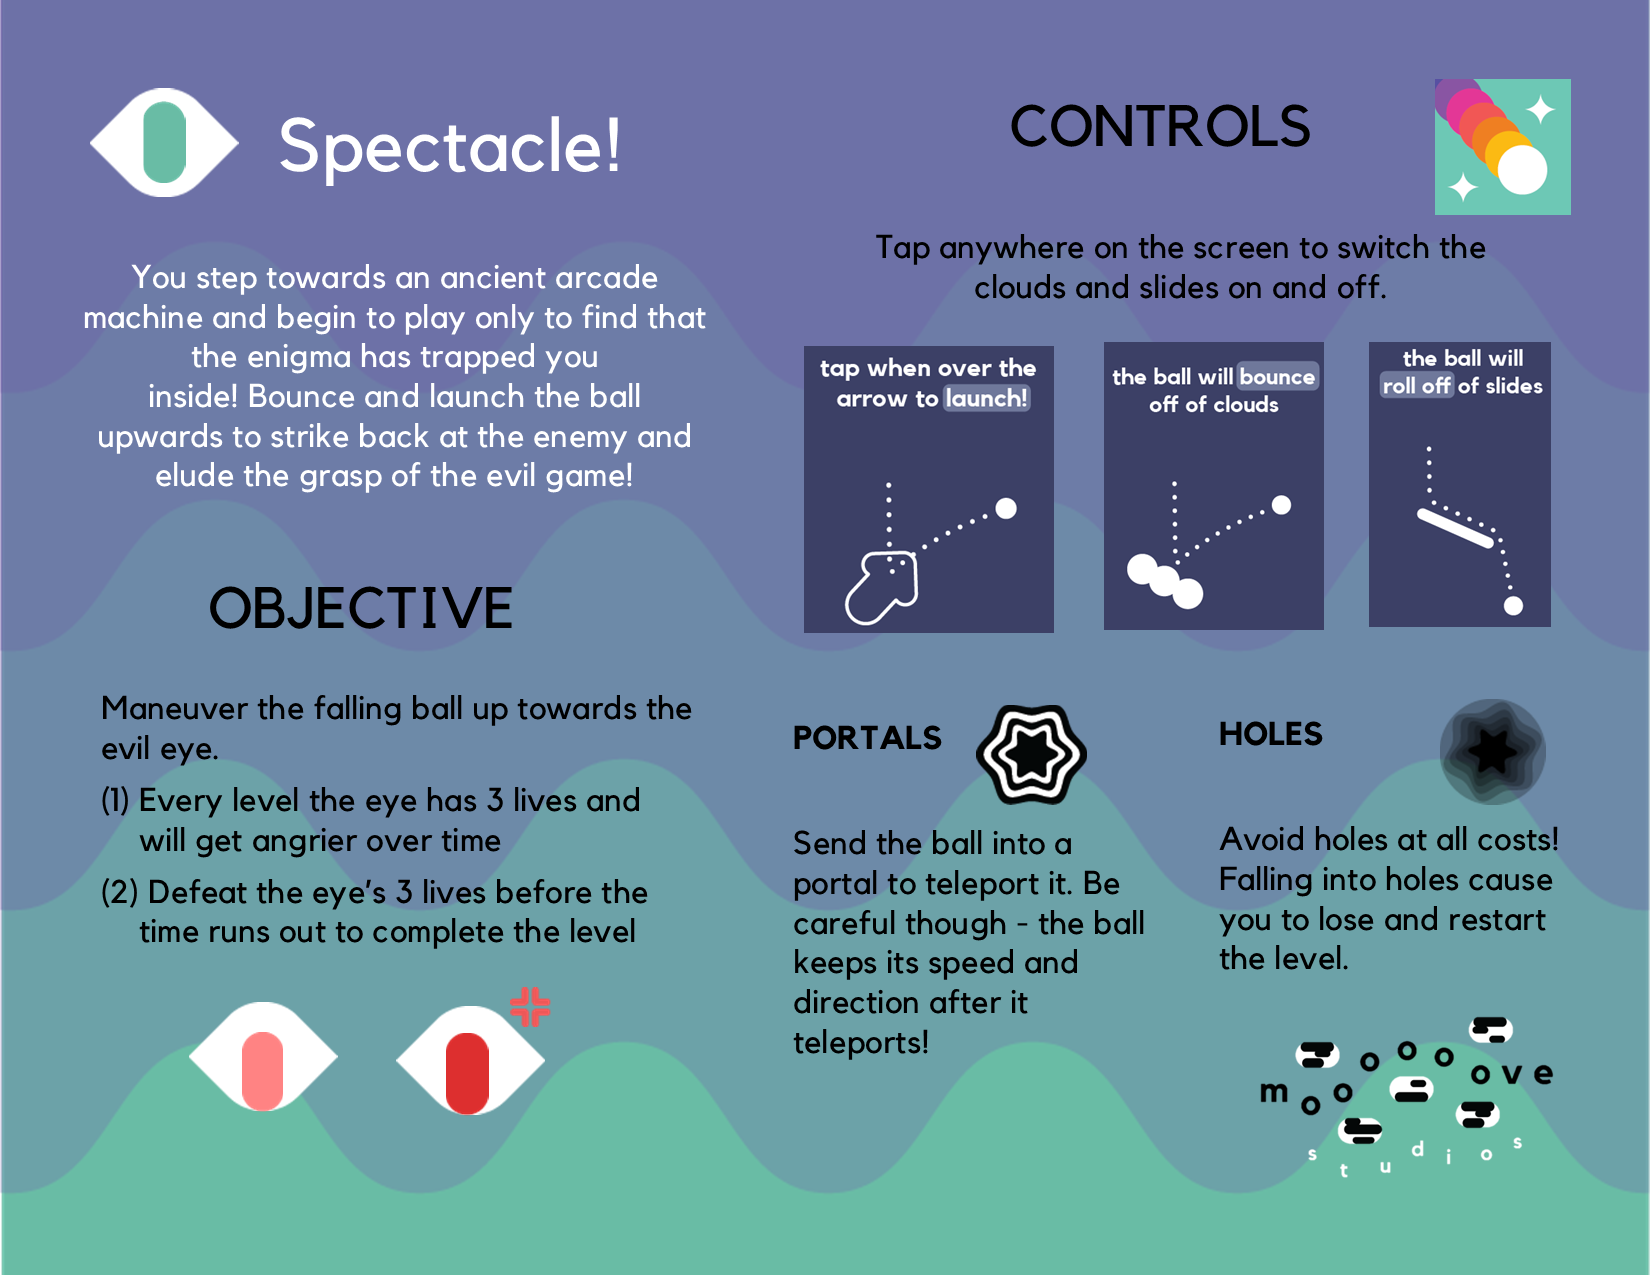 Spectacle!
You step towards an ancient arcade
machine and begin to play only to find that
the enigma has trapped you
inside! Bounce and launch the ball
upwards to strike back at the enemy and
elude the grasp of the evil game!
OBJECTIVE
Maneuver the falling ball up towards the
evil eye.
(1) Every level the eye has 3 lives and
will get angrier over time
(2) Defeat the eye's 3 lives before the
time runs out to complete the level
CONTROLS
Tap anywhere on the screen to switch the
clouds and slides on and off.
tap when over the
arrow to launch!
the ball will bounce
off of clouds
the ball will
roll off of slides
PORTALS
Send the ball into a
portal to teleport it. Be
careful though - the ball
keeps its speed and
direction after it
teleports!
HOLES
Avoid holes at all costs!
Falling into holes cause
you to lose and restart
the level.
moooooove
studios